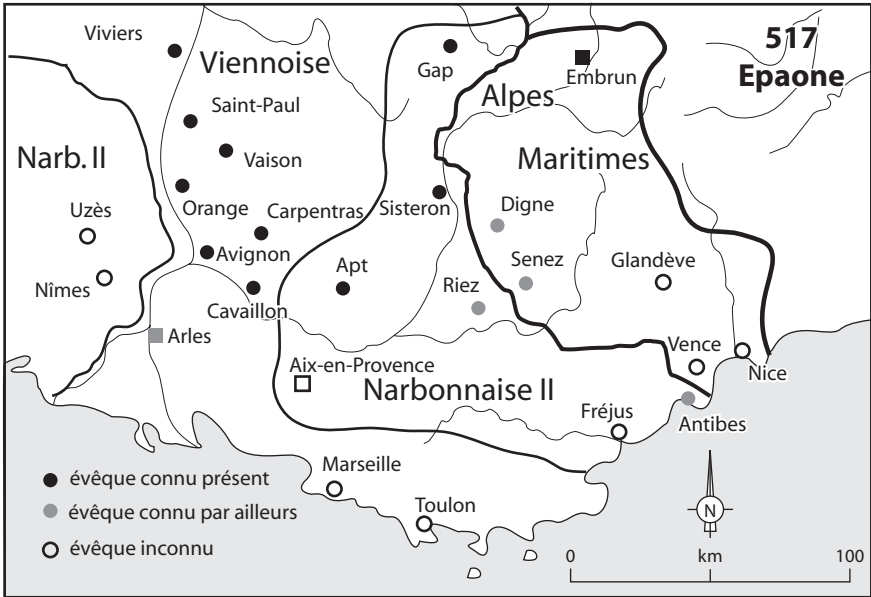 517
Epaone
Viviers
Viennoise
Gap
Embrun
Alpes
Maritimes
Saint-Paul
Narb. II
Vaison
Orange
Carpentras
Sisteron
Digne
Uzès
Avignon
Apt
Senez
Glandève
Nîmes
Cavaillon
Riez
Arles
Vence
Nice
Aix-en-Provence
Narbonnaise II
Fréjus
Antibes
Marseille
Toulon
évêque connu présent
évêque connu par ailleurs
évêque inconnu
N
0 km 100